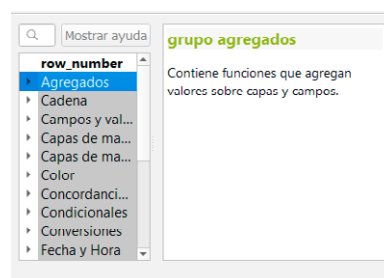 Mostrar ayuda
row_number
Agregados
Cadena
Campos y val...
Capas de ma...
Capas de ma...
Color
Concordanci...
Condicionales
Conversiones
Fecha y Hora
grupo agregados
Contiene funciones que agregan
valores sobre capas y campos.